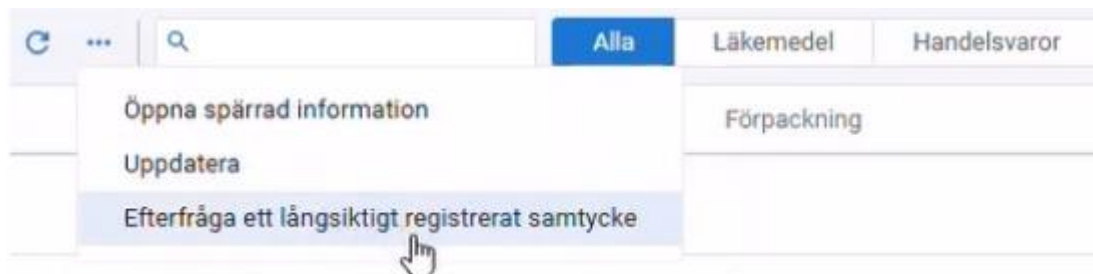 Alla Läkemedel Handelsvaror
Öppna spärrad information
Förpackning
Uppdatera
Efterfråga ett långsiktigt registrerat samtycke